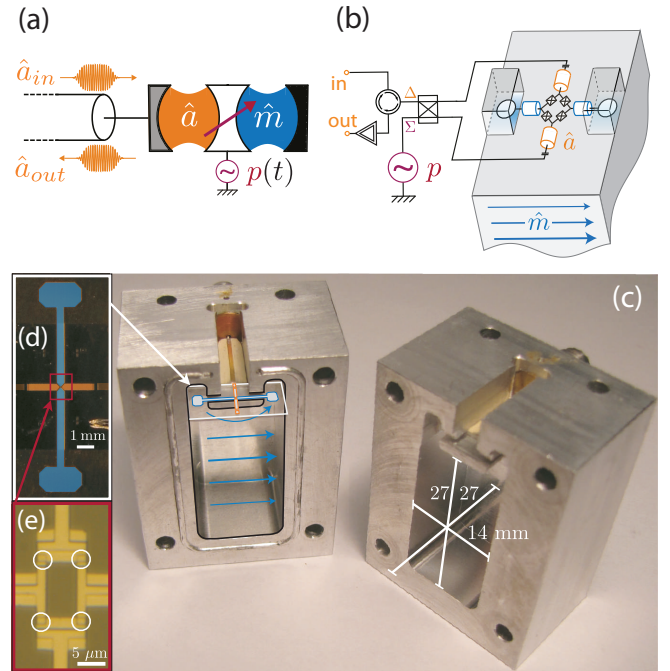 (a)
â_in
â
m̂
â_out
p(t)
~
(b)
in
Δ
out
Σ
â
~ p
m̂
(c)
(d)
1 mm
(e)
5 μm
27 27
14 mm